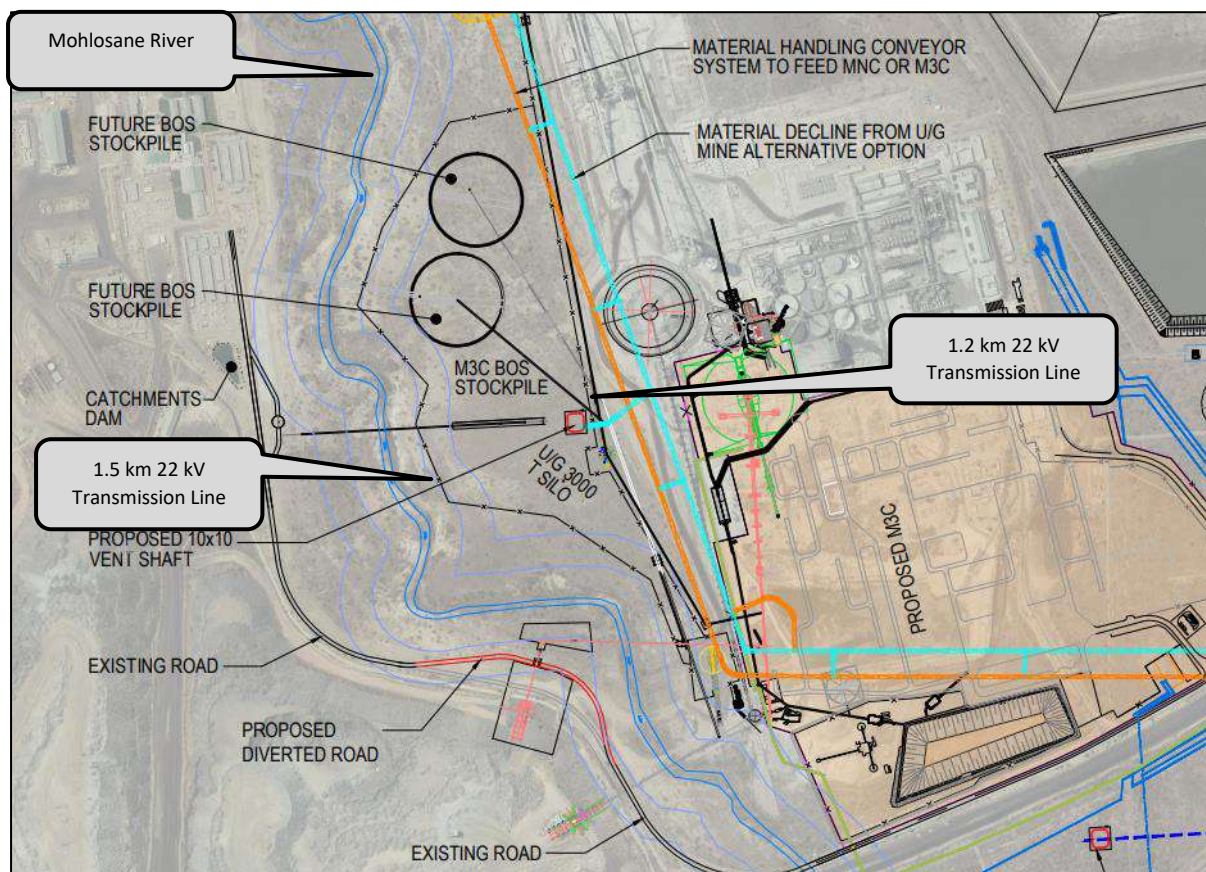 Mohlosane River
MATERIAL HANDLING CONVEYOR
SYSTEM TO FEED MNC OR M3C
FUTURE BOS
STOCKPILE
MATERIAL DECLINE FROM U/G
MINE ALTERNATIVE OPTION
FUTURE BOS
STOCKPILE
1.2 km 22 kV
Transmission Line
M3C BOS
STOCKPILE
CATCHMENTS
DAM
1.5 km 22 kV
Transmission Line
U/G 3000
T SILO
PROPOSED 10x10
VENT SHAFT
PROPOSED M3C
EXISTING ROAD
PROPOSED
DIVERTED ROAD
EXISTING ROAD